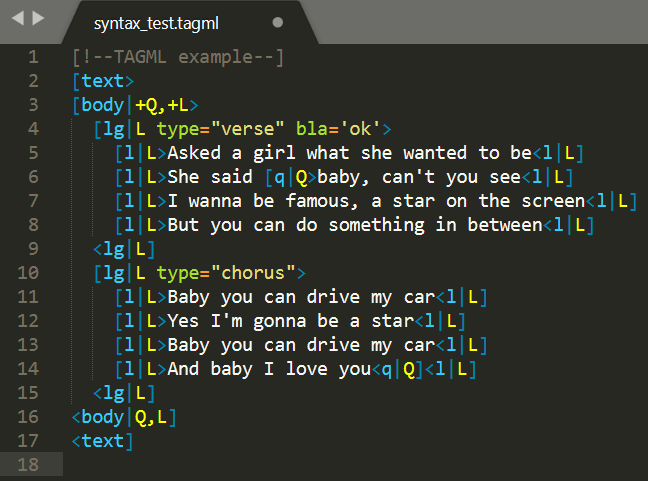 syntax_test.tagml
1 [!--TAGML example--]
2 [text>
3 [body|+Q,+L>
4   [lg|L type="verse" bla='ok'>
5     [l|L>Asked a girl what she wanted to be<l|L]
6     [l|L>She said [q|Q>baby, can't you see<l|L]
7     [l|L>I wanna be famous, a star on the screen<l|L]
8     [l|L>But you can do something in between<l|L]
9   <lg|L]
10   [lg|L type="chorus">
11     [l|L>Baby you can drive my car<l|L]
12     [l|L>Yes I'm gonna be a star<l|L]
13     [l|L>Baby you can drive my car<l|L]
14     [l|L>And baby I love you<q|Q]<l|L]
15   <lg|L]
16 <body|Q,L]
17 <text]
18